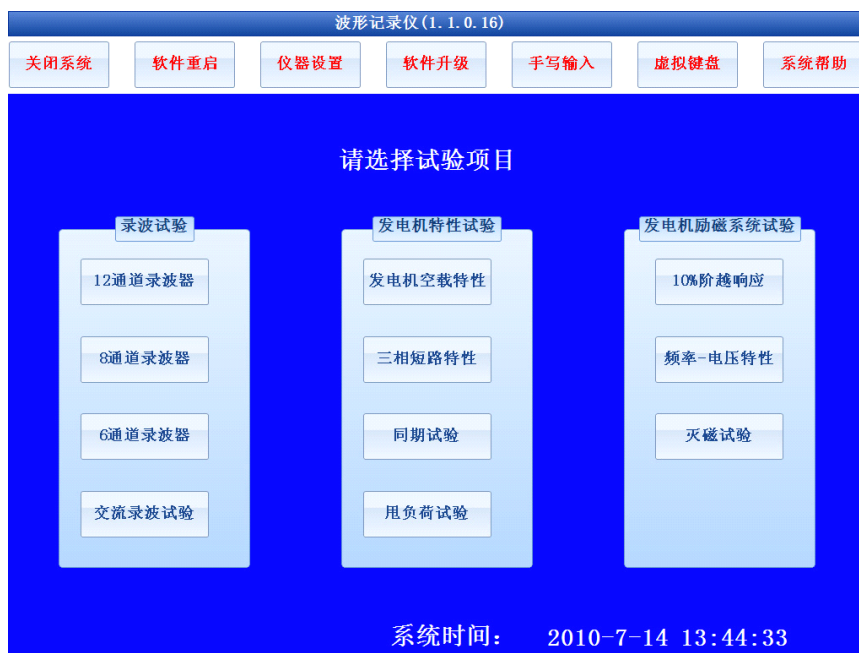 波形记录仪(1.1.0.16)
关闭系统 软件重启 仪器设置 软件升级 手写输入 虚拟键盘 系统帮助
请选择试验项目
录波试验
12通道录波器
8通道录波器
6通道录波器
交流录波试验
发电机特性试验
发电机空载特性
三相短路特性
同期试验
甩负荷试验
发电机励磁系统试验
10%阶越响应
频率-电压特性
灭磁试验
系统时间: 2010-7-14 13:44:33